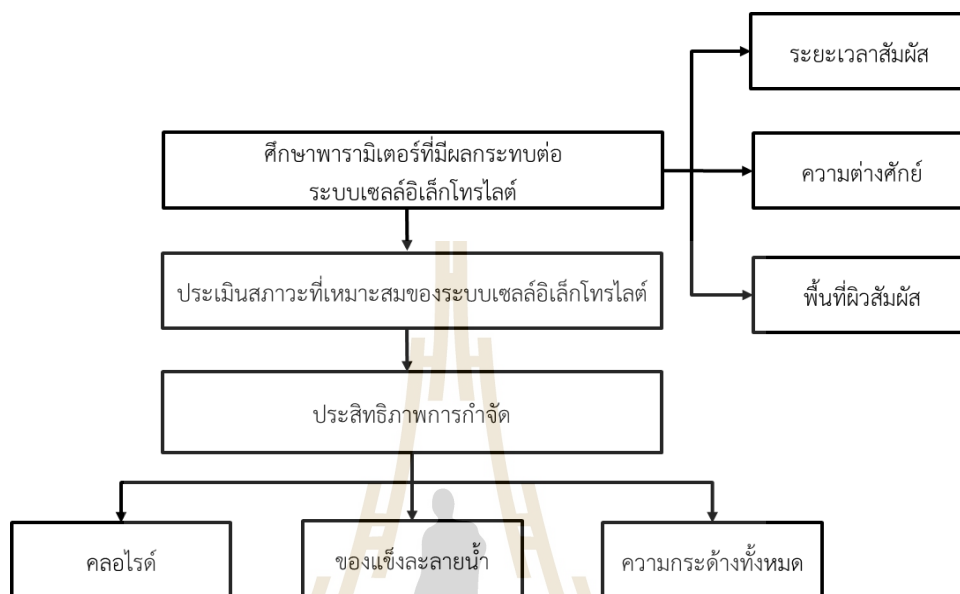 ระยะเวลาสัมผัส
ศึกษาพารามิเตอร์ที่มีผลกระทบต่อ
ระบบเซลล์อิเล็กโทรไลต์
ความต่างศักย์
ประเมินสภาวะที่เหมาะสมของระบบเซลล์อิเล็กโทรไลต์
พื้นที่ผิวสัมผัส
ประสิทธิภาพการกำจัด
คลอไรด์
ของแข็งละลายน้ำ
ความกระด้างทั้งหมด